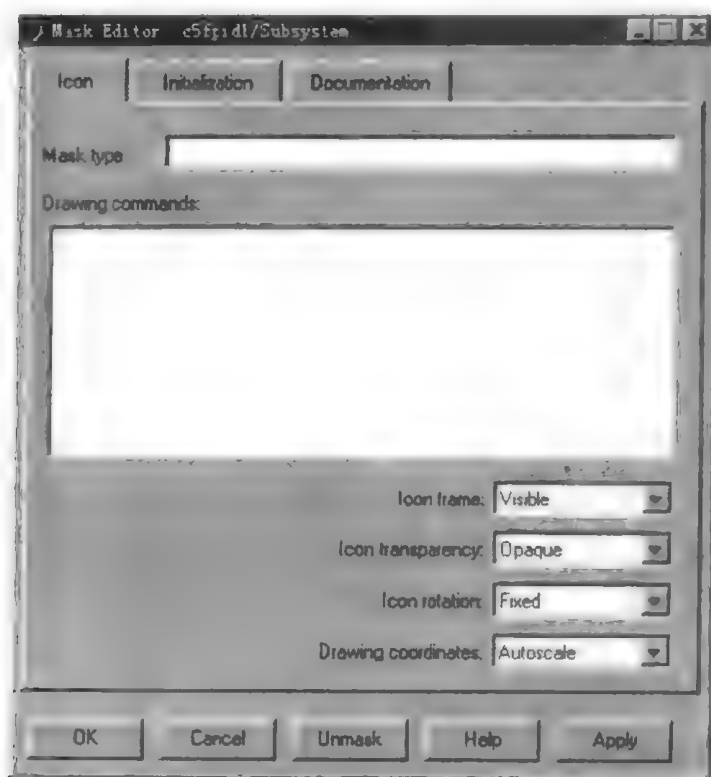 Mask Editor c5fpid1/Subsystem
Icon Initialization Documentation
Mask type
Drawing commands:
Icon frame: Visible
Icon transparency: Opaque
Icon rotation: Fixed
Drawing coordinates: Autoscale
OK Cancel Unmask Help Apply